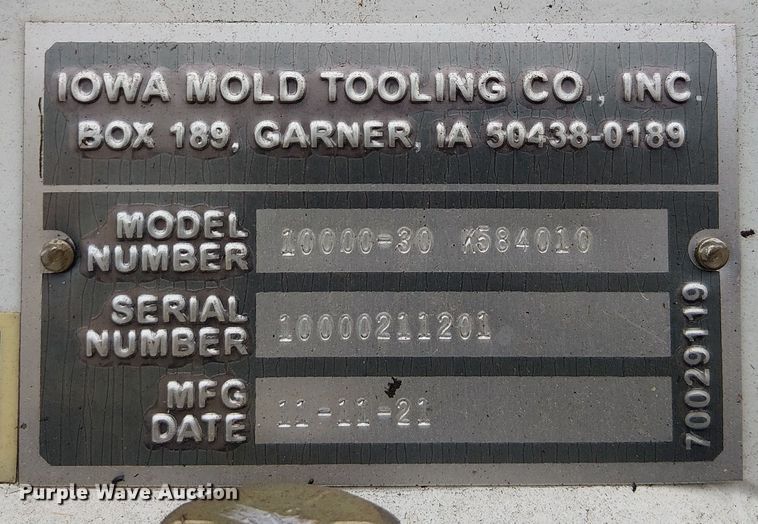 IOWA MOLD TOOLING CO., INC.
BOX 189, GARNER, IA 50438-0189
MODEL NUMBER 10000-30 K584010
SERIAL NUMBER 10000211201
MFG DATE 11-11-21
70029119
Purple Wave Auction